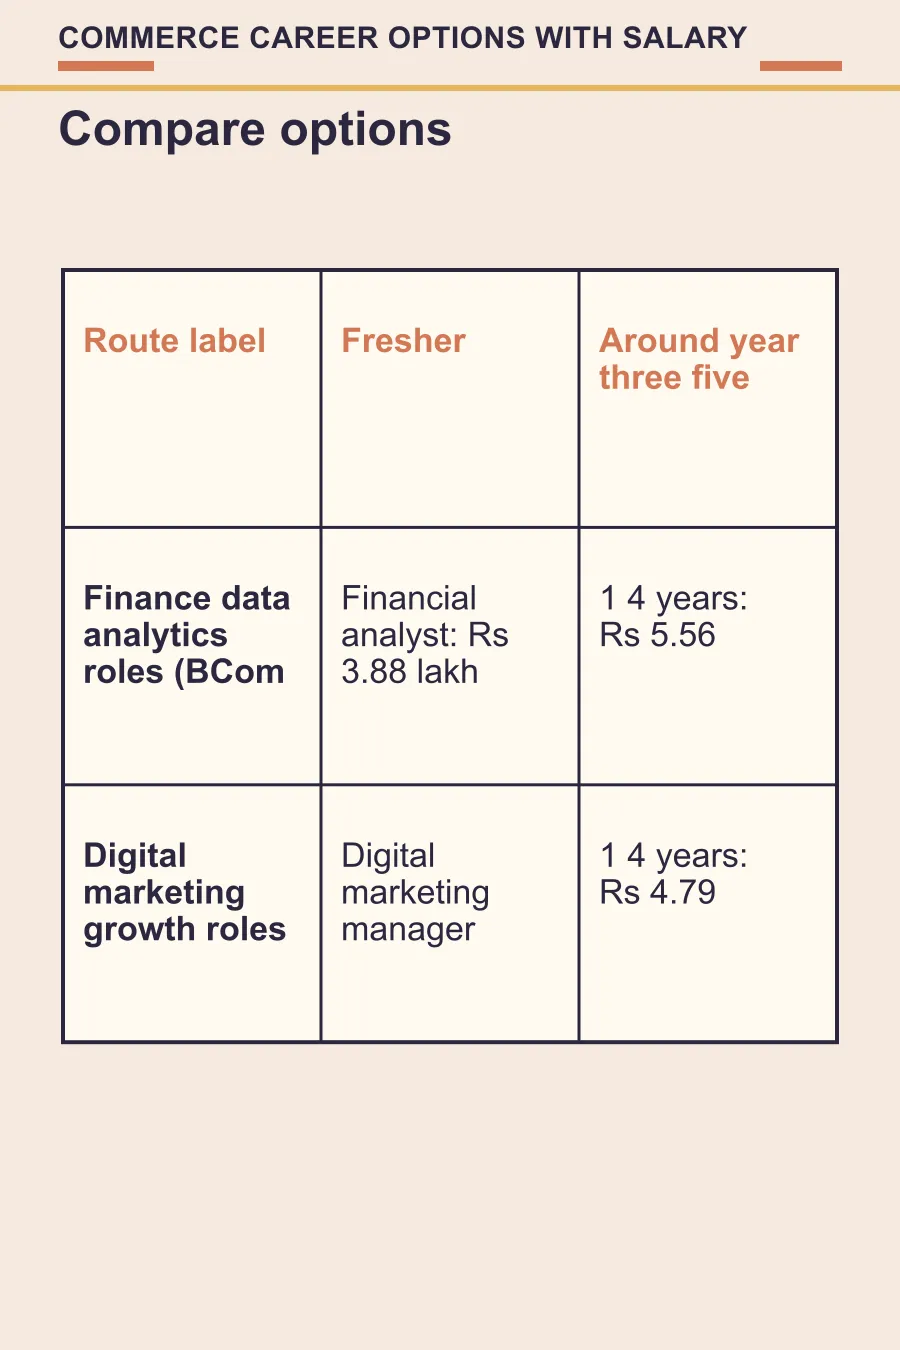 COMMERCE CAREER OPTIONS WITH SALARY
Compare options
Route label
Fresher
Around year
three five
Finance data
analytics
roles (BCom
Financial
analyst: Rs
3.88 lakh
1 4 years:
Rs 5.56
Digital
marketing
growth roles
Digital
marketing
manager
1 4 years:
Rs 4.79